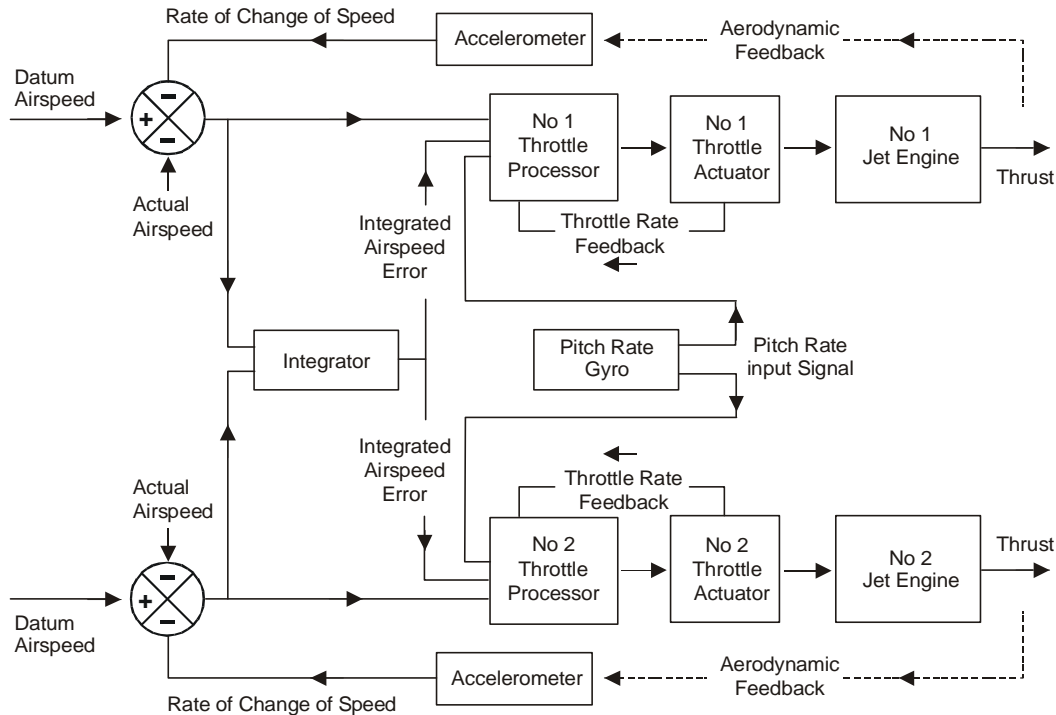 Rate of Change of Speed
Accelerometer
Aerodynamic
Feedback
Datum
Airspeed
−
+
−
No 1
Throttle
Processor
No 1
Throttle
Actuator
No 1
Jet Engine
Thrust
Actual
Airspeed
Integrated
Airspeed
Error
Throttle Rate
Feedback
Integrator
Pitch Rate
Gyro
Pitch Rate
input Signal
Integrated
Airspeed
Error
Throttle Rate
Feedback
Actual
Airspeed
−
+
−
No 2
Throttle
Processor
No 2
Throttle
Actuator
No 2
Jet Engine
Thrust
Datum
Airspeed
Accelerometer
Aerodynamic
Feedback
Rate of Change of Speed